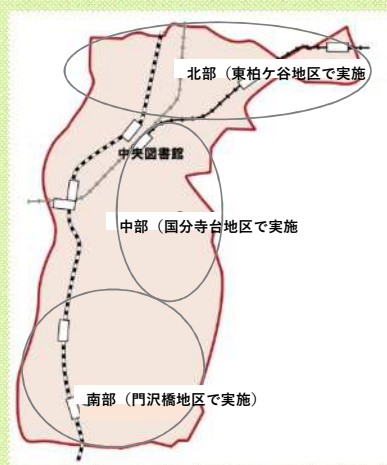 北部（東柏ケ谷地区で実施
中央図書館
中部（国分寺台地区で実施
南部（門沢橋地区で実施）